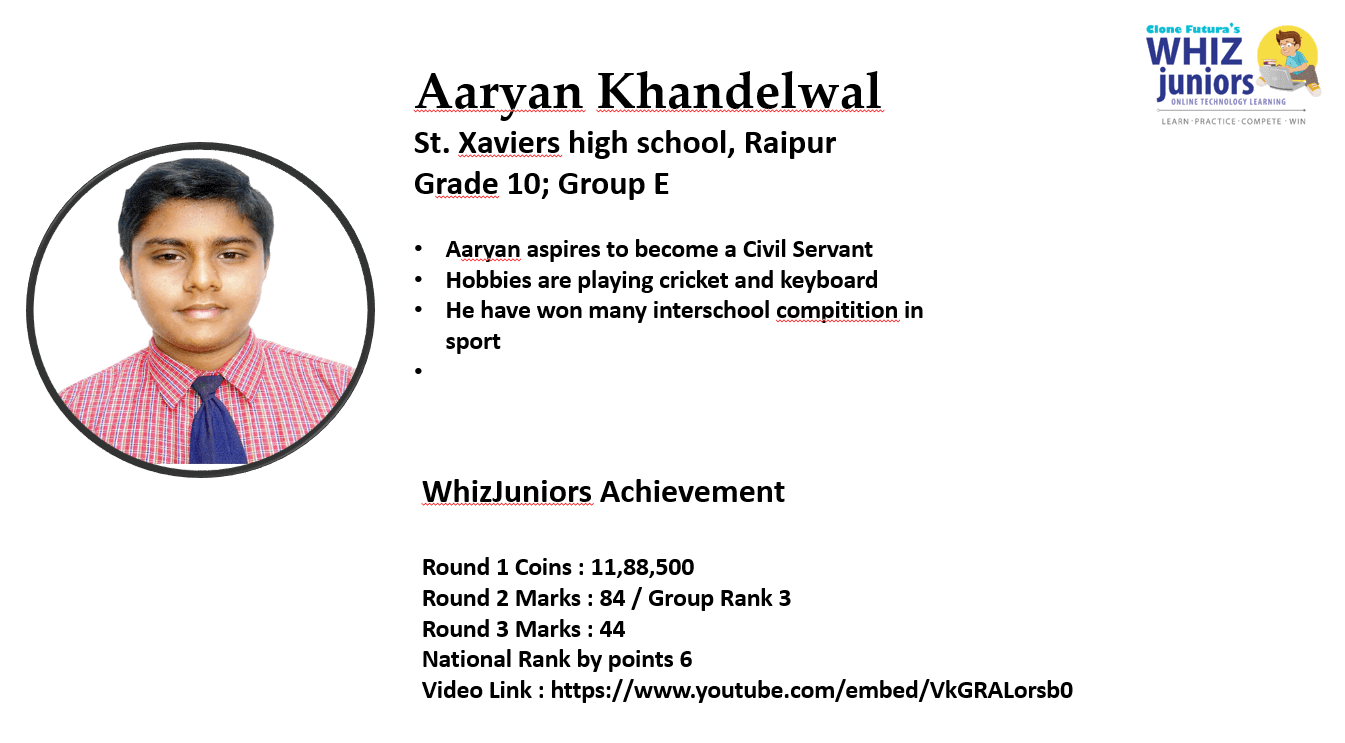 Clone Futura's
WHIZ
juniors
ONLINE TECHNOLOGY LEARNING
LEARN · PRACTICE · COMPETE · WIN
Aaryan Khandelwal
St. Xaviers high school, Raipur
Grade 10; Group E
• Aaryan aspires to become a Civil Servant
• Hobbies are playing cricket and keyboard
• He have won many interschool compitition in
sport
•
WhizJuniors Achievement
Round 1 Coins : 11,88,500
Round 2 Marks : 84 / Group Rank 3
Round 3 Marks : 44
National Rank by points 6
Video Link : https://www.youtube.com/embed/VkGRALorsb0